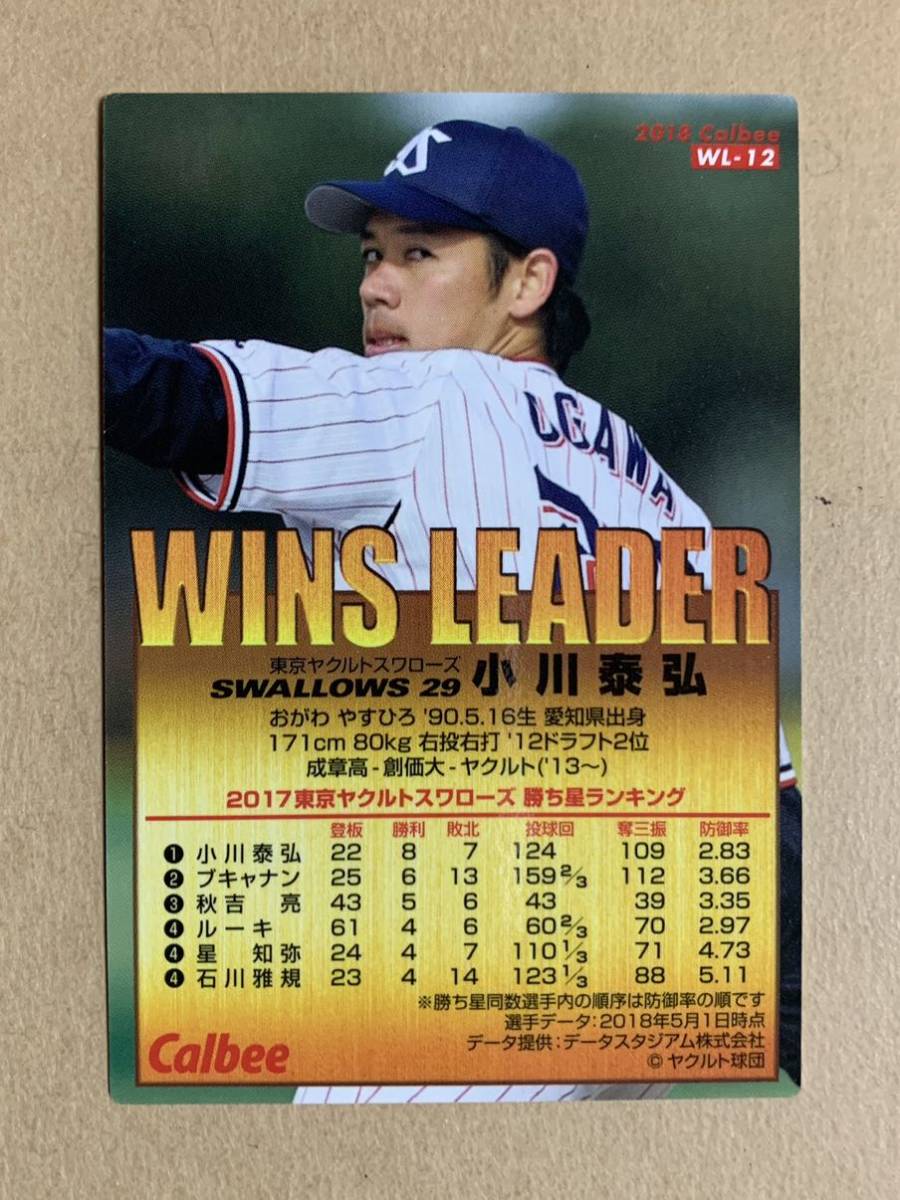 2018 Calbee
WL-12
OGAWA
WINS LEADER
東京ヤクルトスワローズ
SWALLOWS 29 小川泰弘
おがわ やすひろ '90.5.16生 愛知県出身
171cm 80kg 右投右打 '12ドラフト2位
成章高-創価大-ヤクルト('13〜)
2017東京ヤクルトスワローズ 勝ち星ランキング
登板 勝利 敗北 投球回 奪三振 防御率
❶ 小川泰弘 22 8 7 124 109 2.83
❷ ブキャナン 25 6 13 159 2/3 112 3.66
❸ 秋吉 亮 43 5 6 43 39 3.35
❹ ルーキ 61 4 6 60 2/3 70 2.97
❹ 星 知弥 24 4 7 110 1/3 71 4.73
❹ 石川雅規 23 4 14 123 1/3 88 5.11
※勝ち星同数選手内の順序は防御率の順です
選手データ:2018年5月1日時点
データ提供:データスタジアム株式会社
© ヤクルト球団
Calbee